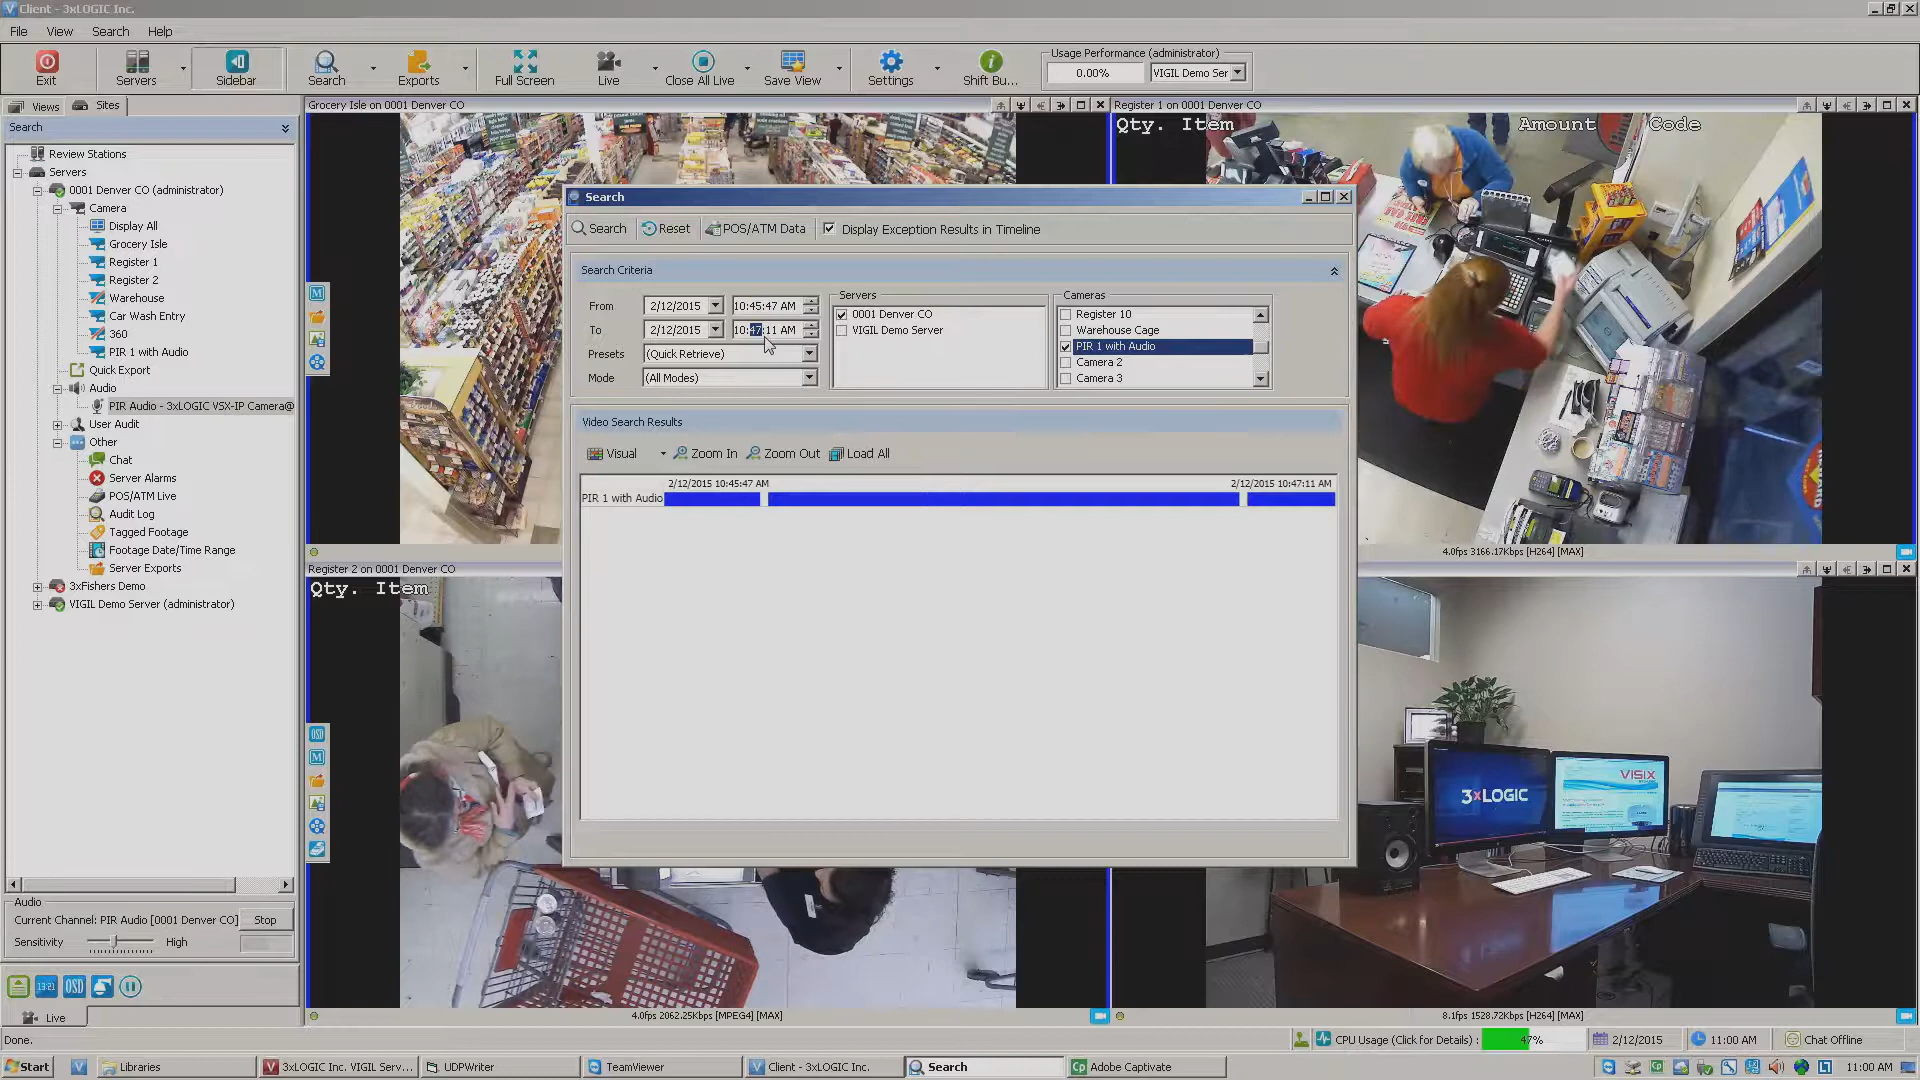 Client - 3xLOGIC Inc.
File View Search Help
Exit Servers Sidebar Search Exports Full Screen Live Close All Live Save View Settings Shift Bu...
Usage Performance (administrator)
0.00% VIGIL Demo Ser
Views Sites
Search
Review Stations
Servers
0001 Denver CO (administrator)
Camera
Display All
Grocery Isle
Register 1
Register 2
Warehouse
Car Wash Entry
360
PIR 1 with Audio
Quick Export
Audio
PIR Audio - 3xLOGIC VSX-IP Camera@
User Audit
Other
Chat
Server Alarms
POS/ATM Live
Audit Log
Tagged Footage
Footage Date/Time Range
Server Exports
3xFishers Demo
VIGIL Demo Server (administrator)
Audio
Current Channel: PIR Audio [0001 Denver CO] Stop
Sensitivity High
13:21 OSD
Live
Done.
Grocery Isle on 0001 Denver CO
Register 1 on 0001 Denver CO
Qty. Item Amount Code
4.0fps 3166.17Kbps [H264] [MAX]
Register 2 on 0001 Denver CO
Qty. Item
OSD
4.0fps 2062.25Kbps [MPEG4] [MAX]
3xLOGIC
VISIX
8.1fps 1528.72Kbps [H264] [MAX]
Search
Search Reset POS/ATM Data Display Exception Results in Timeline
Search Criteria
From 2/12/2015 10:45:47 AM
To 2/12/2015 10:47:11 AM
Presets (Quick Retrieve)
Mode (All Modes)
Servers
0001 Denver CO
VIGIL Demo Server
Cameras
Register 10
Warehouse Cage
PIR 1 with Audio
Camera 2
Camera 3
Video Search Results
Visual Zoom In Zoom Out Load All
2/12/2015 10:45:47 AM 2/12/2015 10:47:11 AM
PIR 1 with Audio
CPU Usage (Click for Details) : 47% 2/12/2015 11:00 AM Chat Offline
Start Libraries 3xLOGIC Inc. VIGIL Serv... UDPWriter TeamViewer Client - 3xLOGIC Inc. Search Adobe Captivate 11:00 AM